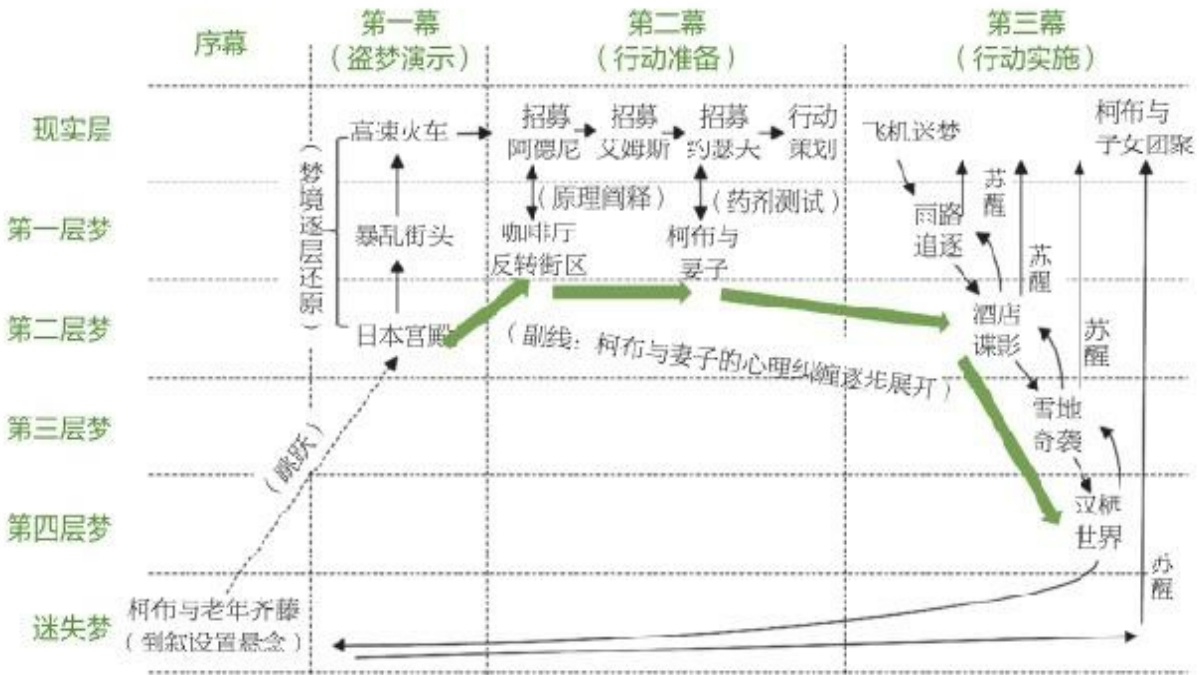 序幕
第一幕
（盗梦演示）
第二幕
（行动准备）
第三幕
（行动实施）
现实层
高速火车
招募
阿德尼
招募
艾姆斯
招募
约瑟夫
行动
策划
飞机迷梦
柯布与
子女团聚
（梦境逐层还原）
（原理阐释）
（药剂测试）
苏醒
第一层梦
暴乱街头
咖啡厅
反转街区
柯布与
妻子
雨路
追逐
苏醒
第二层梦
日本宫殿
（副线：柯布与妻子的心理纠缠逐步展开）
酒店
谍影
苏醒
第三层梦
雪地
奇袭
（跳跃）
第四层梦
世界
苏醒
迷失梦
柯布与老年齐藤
（倒叙设置悬念）